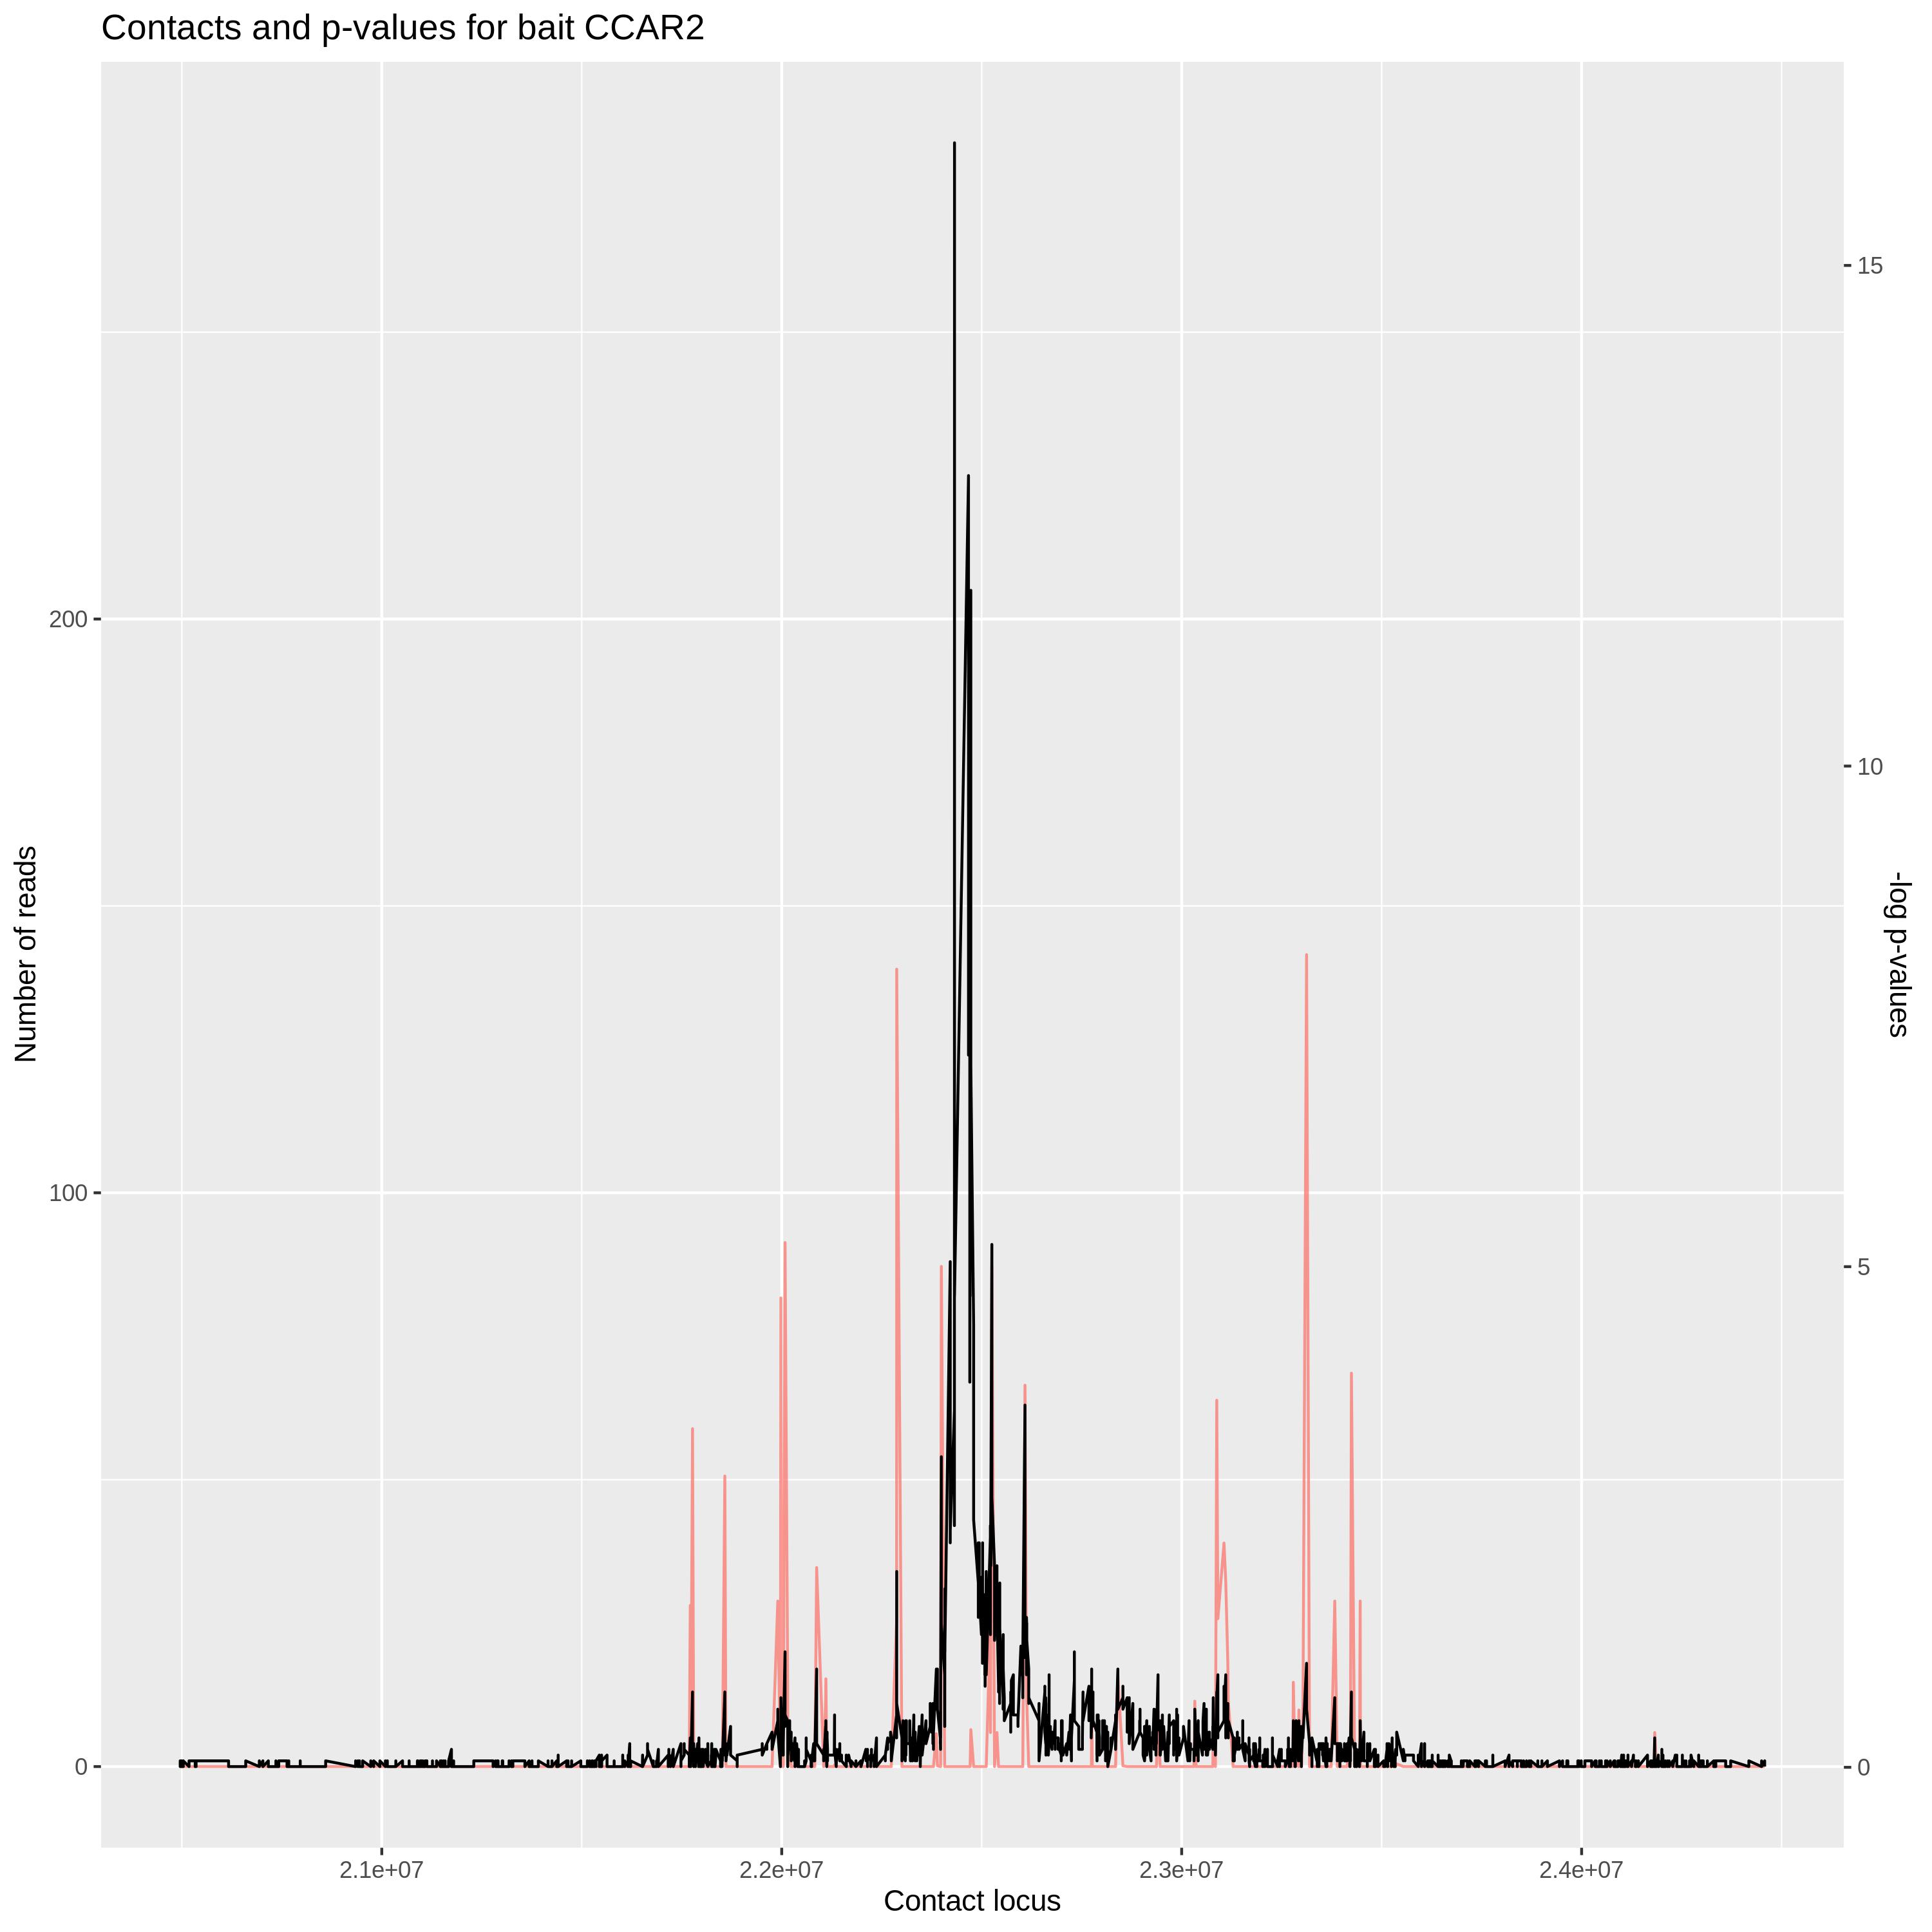 Contacts and p-values for bait CCAR2
15
200
10
Number of reads
-log p-values
100
5
0
0
2.1e+07
2.2e+07
2.3e+07
2.4e+07
Contact locus